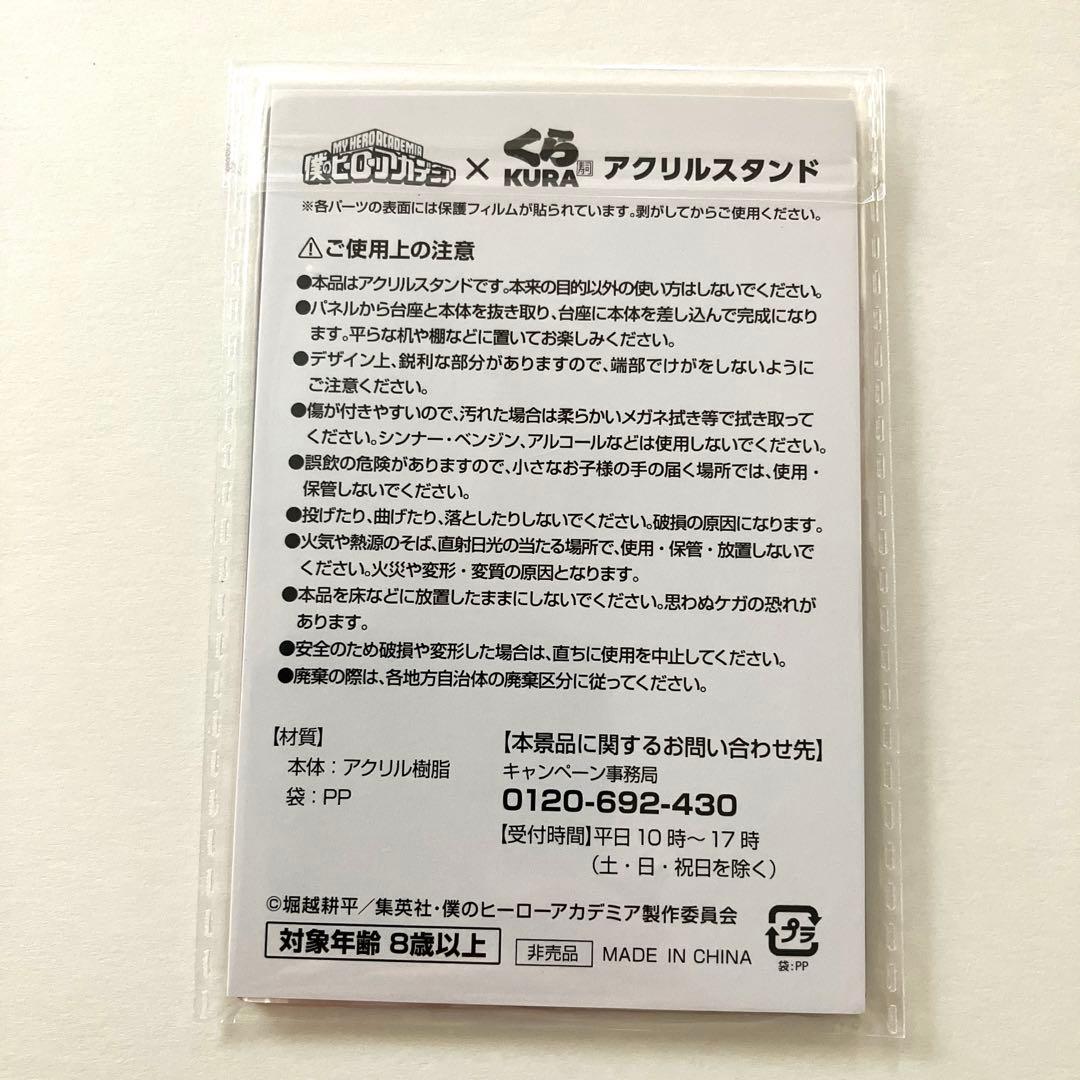 MY HERO ACADEMIA
僕のヒーローアカデミア × くら KURA アクリルスタンド
※各パーツの表面には保護フィルムが貼られています。剥がしてからご使用ください。
⚠ご使用上の注意
●本品はアクリルスタンドです。本来の目的以外の使い方はしないでください。
●パネルから台座と本体を抜き取り、台座に本体を差し込んで完成になり
ます。平らな机や棚などに置いてお楽しみください。
●デザイン上、鋭利な部分がありますので、端部でけがをしないように
ご注意ください。
●傷が付きやすいので、汚れた場合は柔らかいメガネ拭き等で拭き取って
ください。シンナー・ベンジン、アルコールなどは使用しないでください。
●誤飲の危険がありますので、小さなお子様の手の届く場所では、使用・
保管しないでください。
●投げたり、曲げたり、落としたりしないでください。破損の原因になります。
●火気や熱源のそば、直射日光の当たる場所で、使用・保管・放置しないで
ください。火災や変形・変質の原因となります。
●本品を床などに放置したままにしないでください。思わぬケガの恐れが
あります。
●安全のため破損や変形した場合は、直ちに使用を中止してください。
●廃棄の際は、各地方自治体の廃棄区分に従ってください。
【材質】
本体：アクリル樹脂
袋：PP
【本景品に関するお問い合わせ先】
キャンペーン事務局
0120-692-430
【受付時間】平日10時～17時
（土・日・祝日を除く）
©堀越耕平／集英社・僕のヒーローアカデミア製作委員会
対象年齢 8歳以上 非売品 MADE IN CHINA
プラ
袋:PP